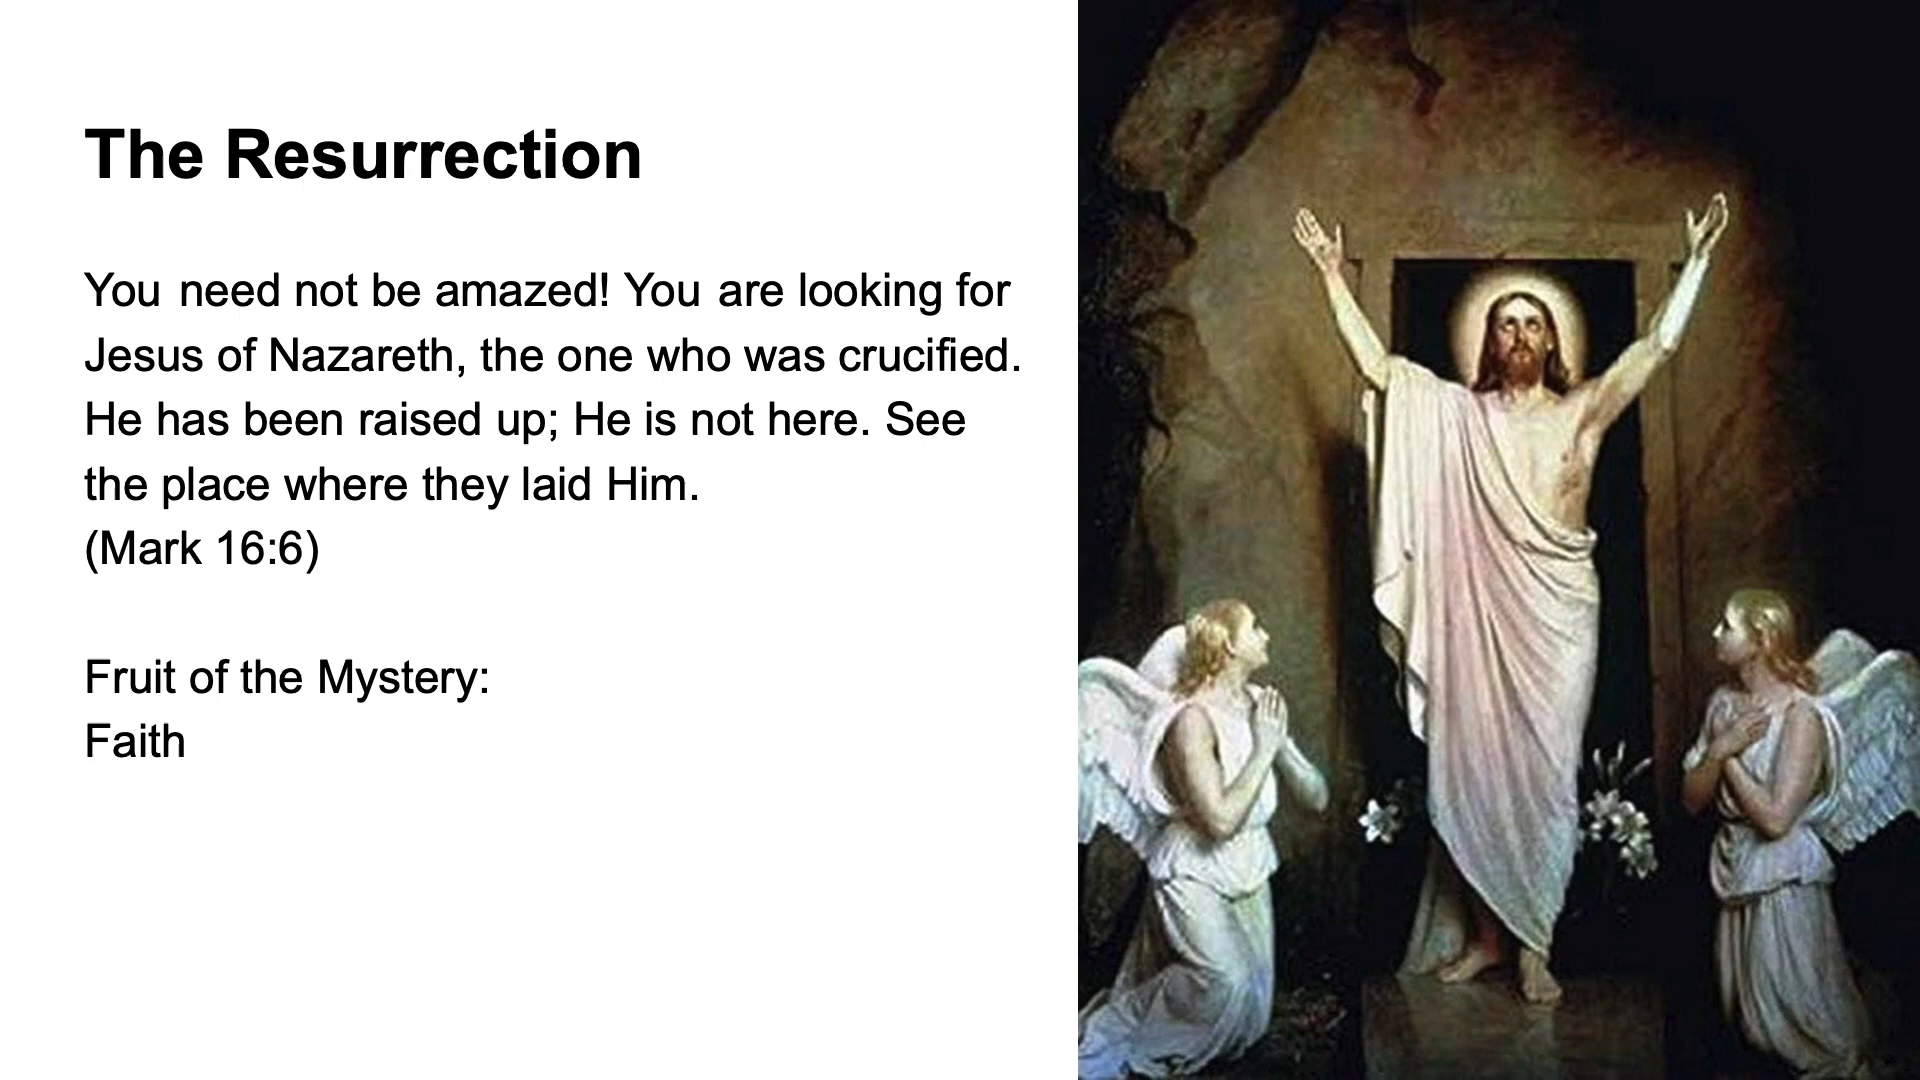 The Resurrection
You need not be amazed! You are looking for
Jesus of Nazareth, the one who was crucified.
He has been raised up; He is not here. See
the place where they laid Him.
(Mark 16:6)
Fruit of the Mystery:
Faith